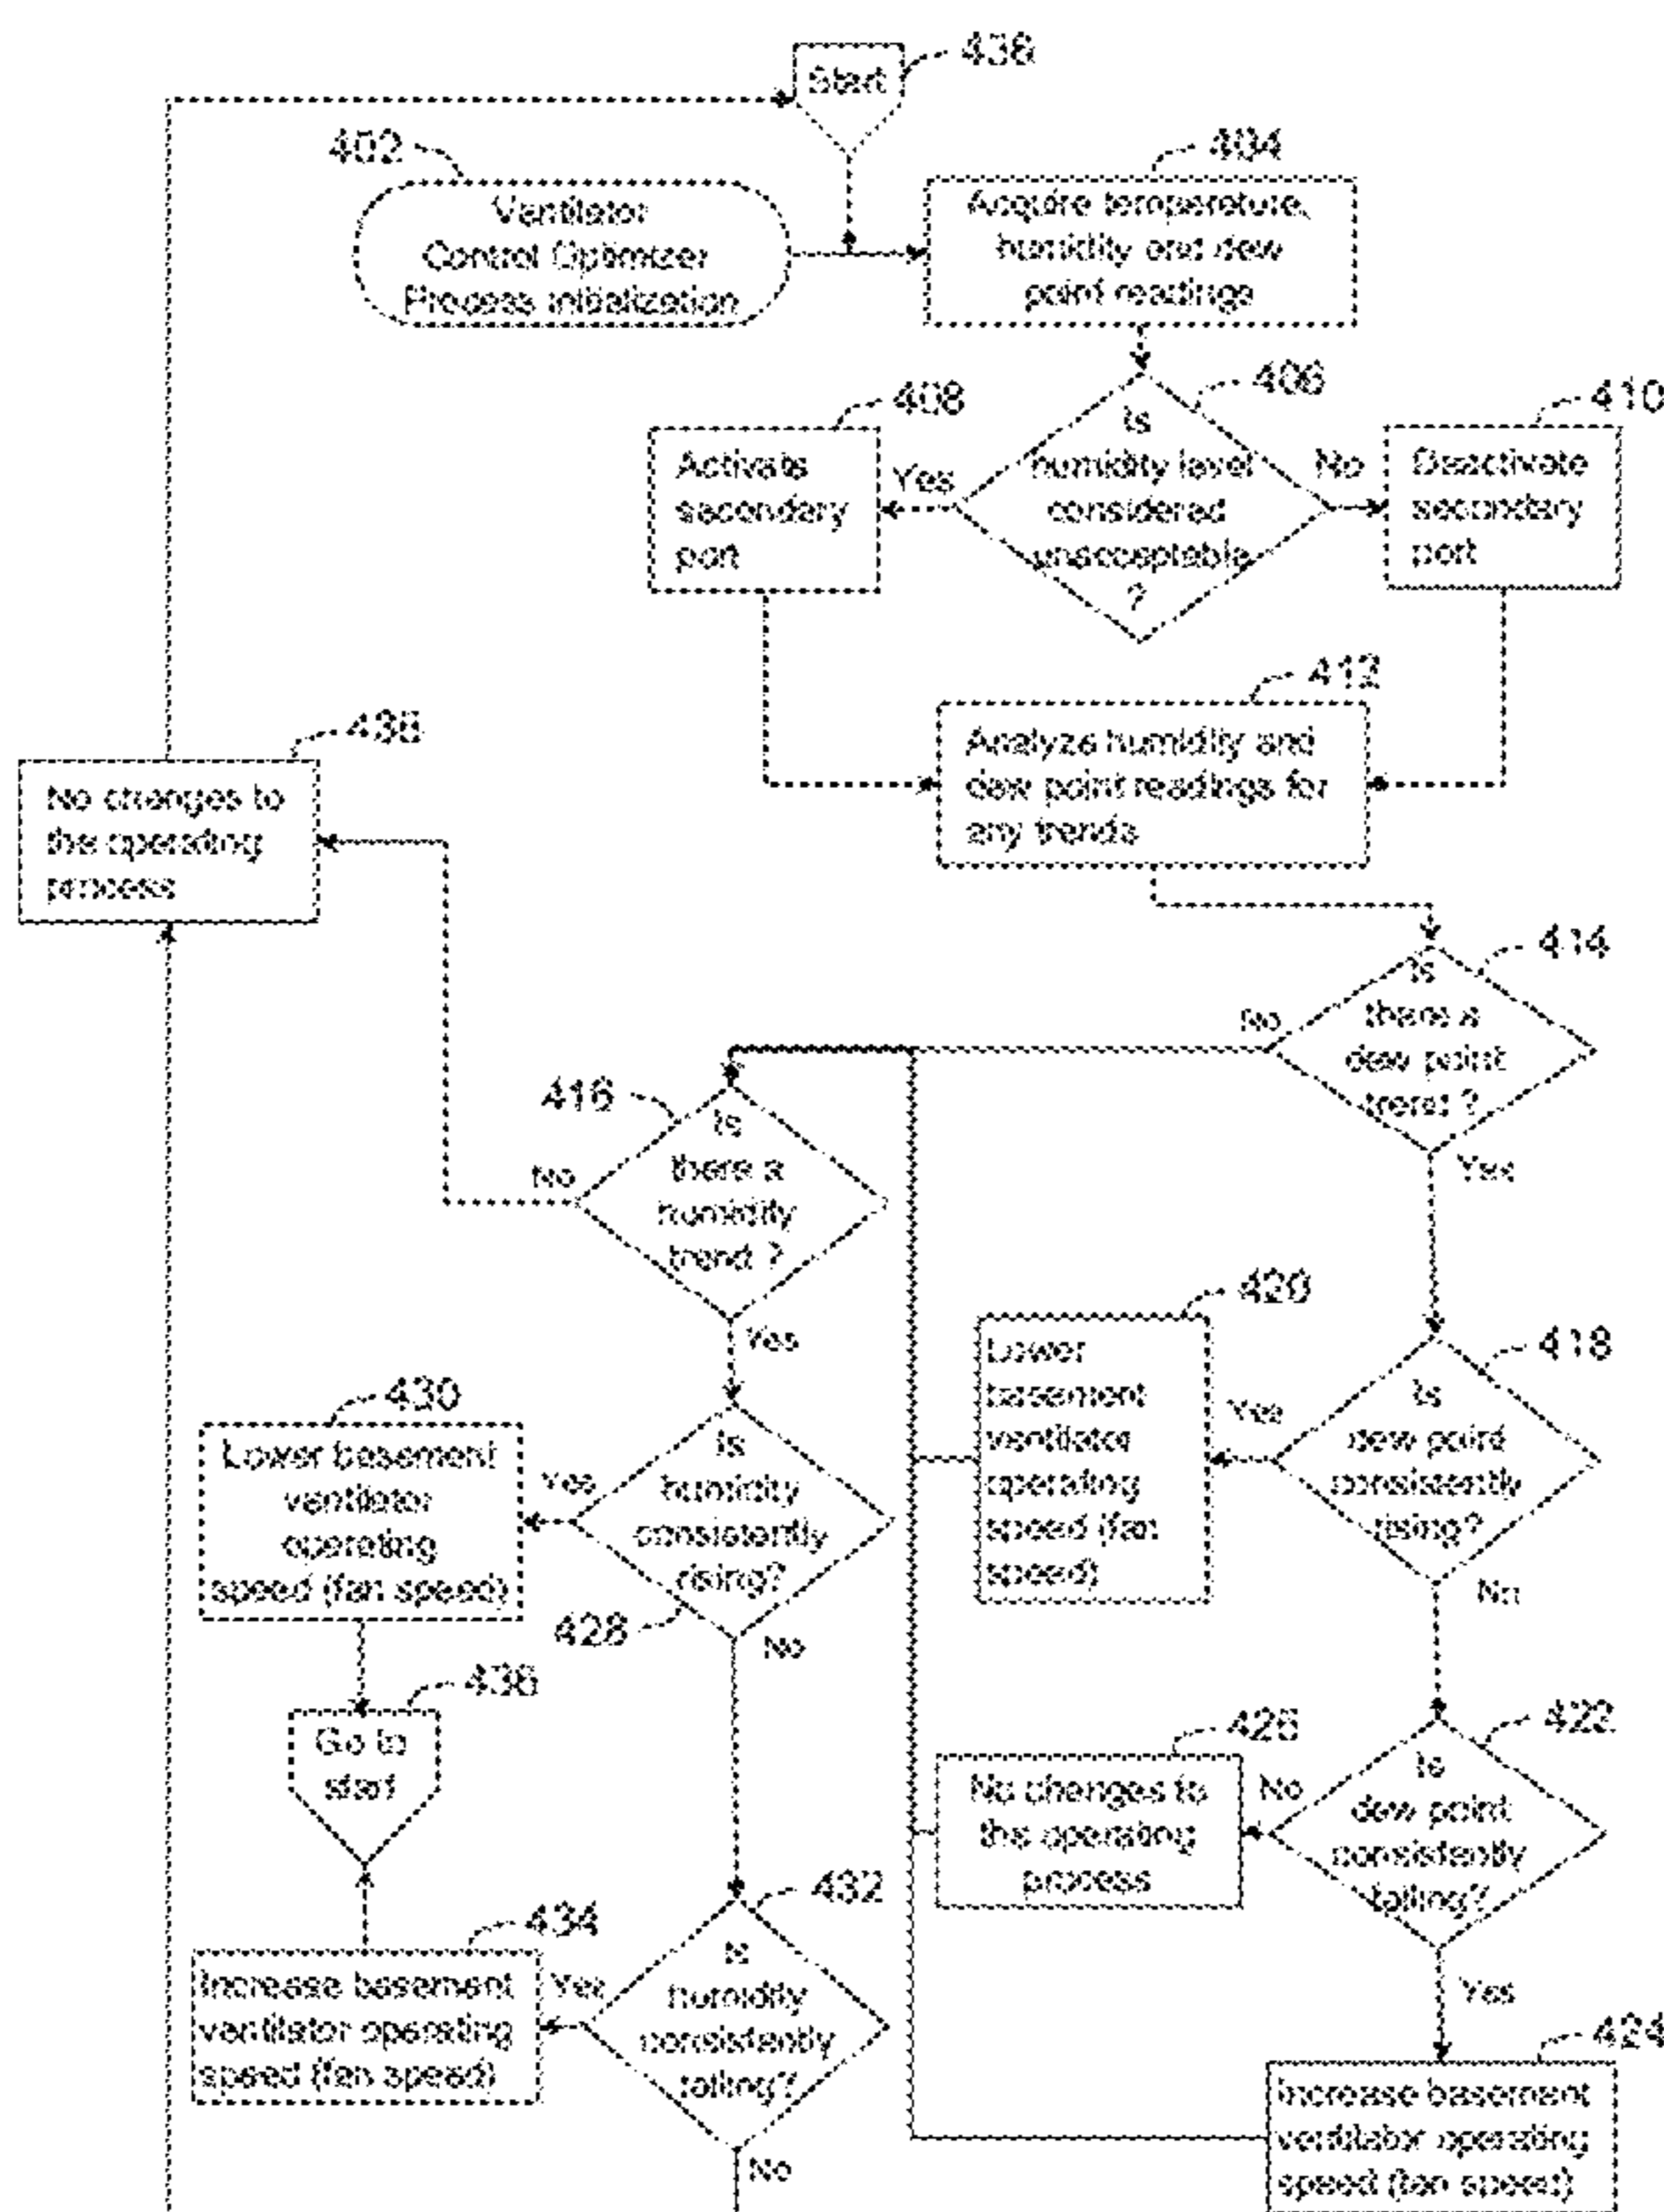 Start
436
402
Ventilator
Control Optimizer
Process initialization
404
Acquire temperature,
humidity and dew
point readings
406
Is
humidity level
considered
unacceptable
?
Yes
No
408
Activate
secondary
port
410
Deactivate
secondary
port
412
Analyze humidity and
dew point readings for
any trends
438
No changes to
the operating
process
414
Is
there a
dew point
trend ?
No
Yes
416
Is
there a
humidity
trend ?
No
Yes
418
Is
dew point
consistently
rising?
Yes
No
420
Lower
basement
ventilator
operating
speed (fan
speed)
428
Is
humidity
consistently
rising?
Yes
No
430
Lower basement
ventilator
operating
speed (fan speed)
436
Go to
start
422
Is
dew point
consistently
falling?
No
Yes
426
No changes to
the operating
process
432
Is
humidity
consistently
falling?
Yes
No
434
Increase basement
ventilator operating
speed (fan speed)
424
Increase basement
ventilator operating
speed (fan speed)